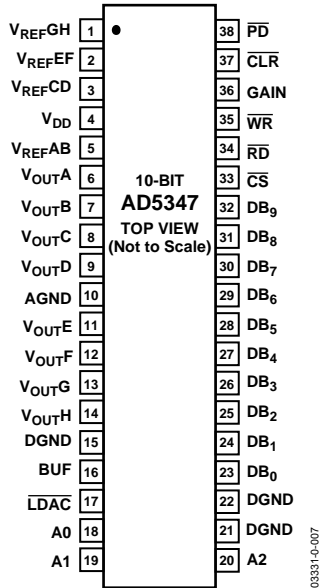 VREFGH 1
VREFEF 2
VREFCD 3
VDD 4
VREFAB 5
VOUTA 6
VOUTB 7
VOUTC 8
VOUTD 9
AGND 10
VOUTE 11
VOUTF 12
VOUTG 13
VOUTH 14
DGND 15
BUF 16
LDAC 17
A0 18
A1 19
10-BIT
AD5347
TOP VIEW
(Not to Scale)
38 PD
37 CLR
36 GAIN
35 WR
34 RD
33 CS
32 DB9
31 DB8
30 DB7
29 DB6
28 DB5
27 DB4
26 DB3
25 DB2
24 DB1
23 DB0
22 DGND
21 DGND
20 A2
03331-0-007